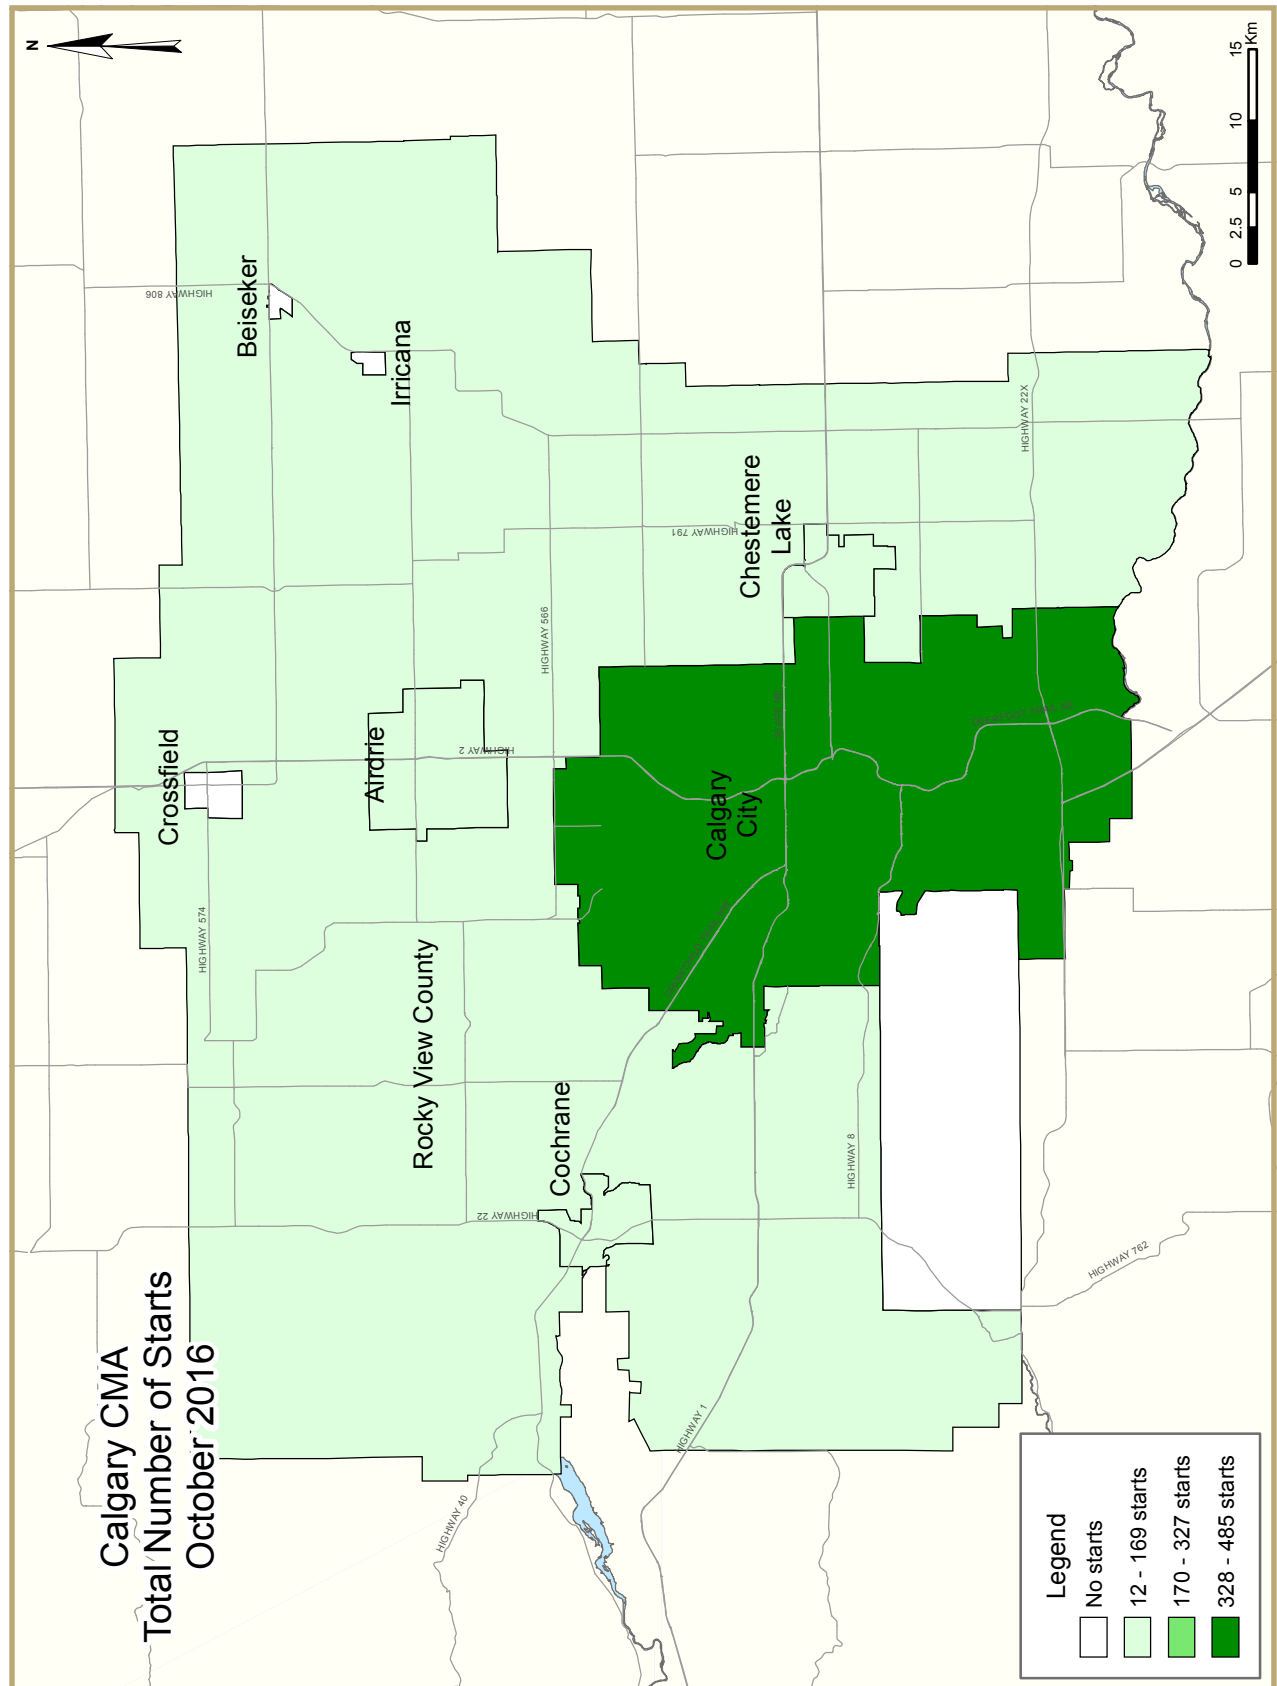 Calgary CMA
Total Number of Starts
October 2016
N
Crossfield
Beiseker
Irricana
Airdrie
Rocky View County
Cochrane
Calgary
City
Chestemere
Lake
HIGHWAY 806
HIGHWAY 574
HIGHWAY 2
HIGHWAY 566
HIGHWAY 791
HIGHWAY 22X
HIGHWAY 22
HIGHWAY 8
HIGHWAY 1
HIGHWAY 40
HIGHWAY 762
Legend
No starts
12 - 169 starts
170 - 327 starts
328 - 485 starts
0 2.5 5 10 15
Km